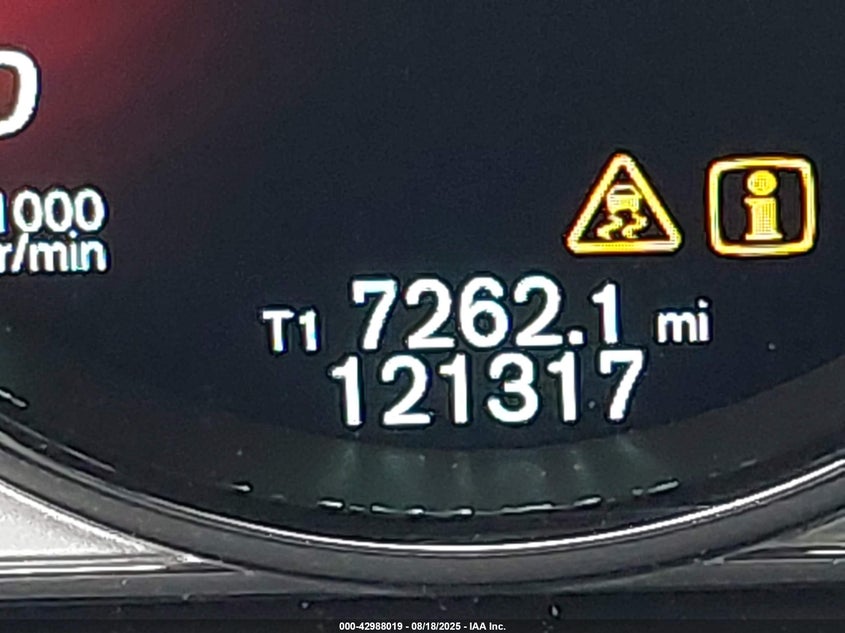 1000
r/min
T1 7262.1 mi
121317
000-42988019 - 08/18/2025 - IAA Inc.